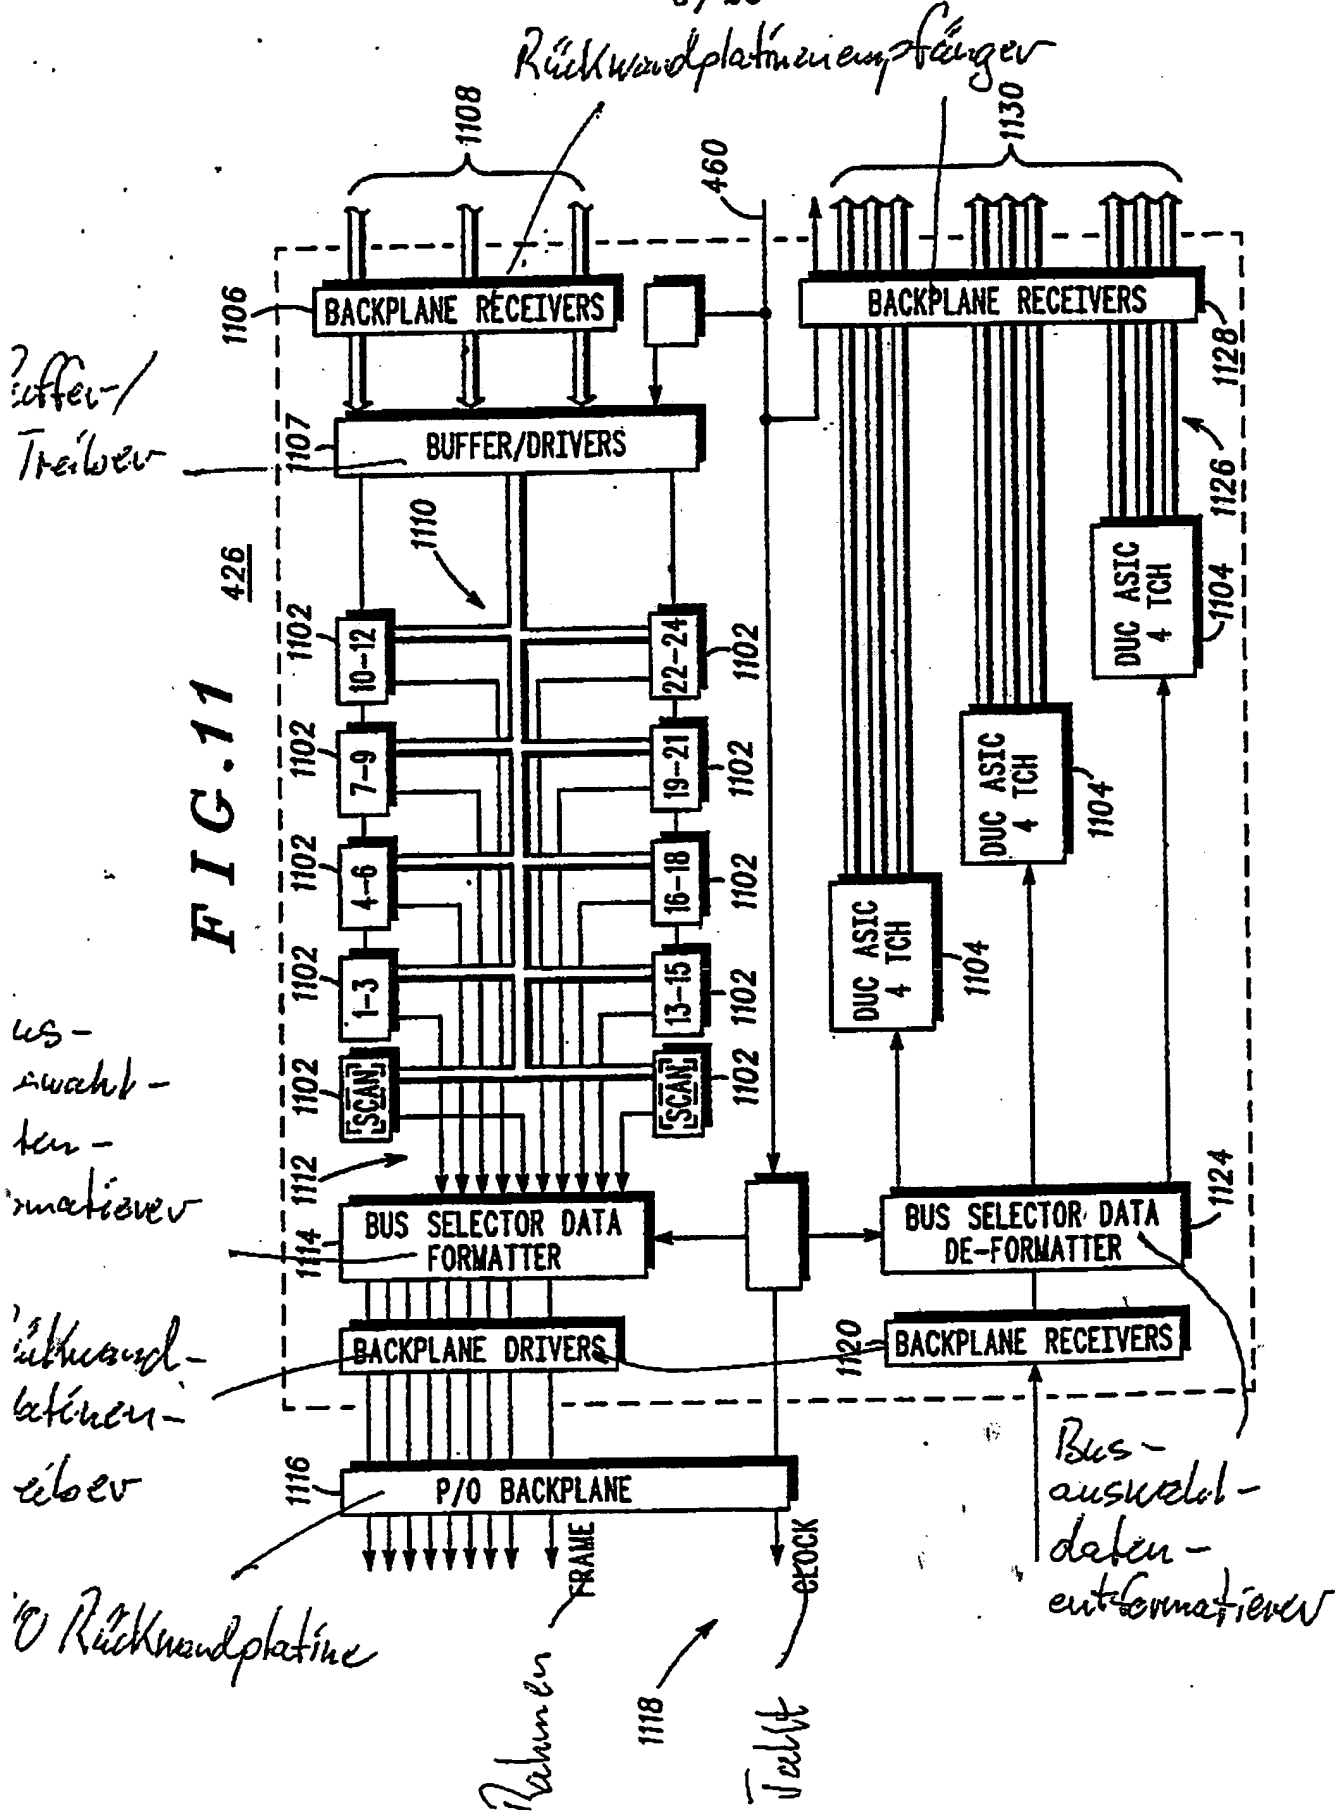 Rückwandplatinenempfänger
1108
1130
460
1106
BACKPLANE RECEIVERS
BACKPLANE RECEIVERS
1128
Treiber
1107
BUFFER/DRIVERS
1126
1110
426
FIG.11
1102
10-12
22-24
1102
1102
7-9
19-21
1102
1102
4-6
16-18
1102
1102
1-3
13-15
1102
1102
SCAN
SCAN
1102
DUC ASIC
4 TCH
1104
DUC ASIC
4 TCH
1104
DUC ASIC
4 TCH
1104
1112
1114
BUS SELECTOR DATA
FORMATTER
BUS SELECTOR DATA
DE-FORMATTER
1124
BACKPLANE DRIVERS
1120
BACKPLANE RECEIVERS
1116
P/O BACKPLANE
FRAME
CLOCK
Bus-
auswahl-
daten-
entformatierer
Rückwandplatine
Rahmen
1118
Takt